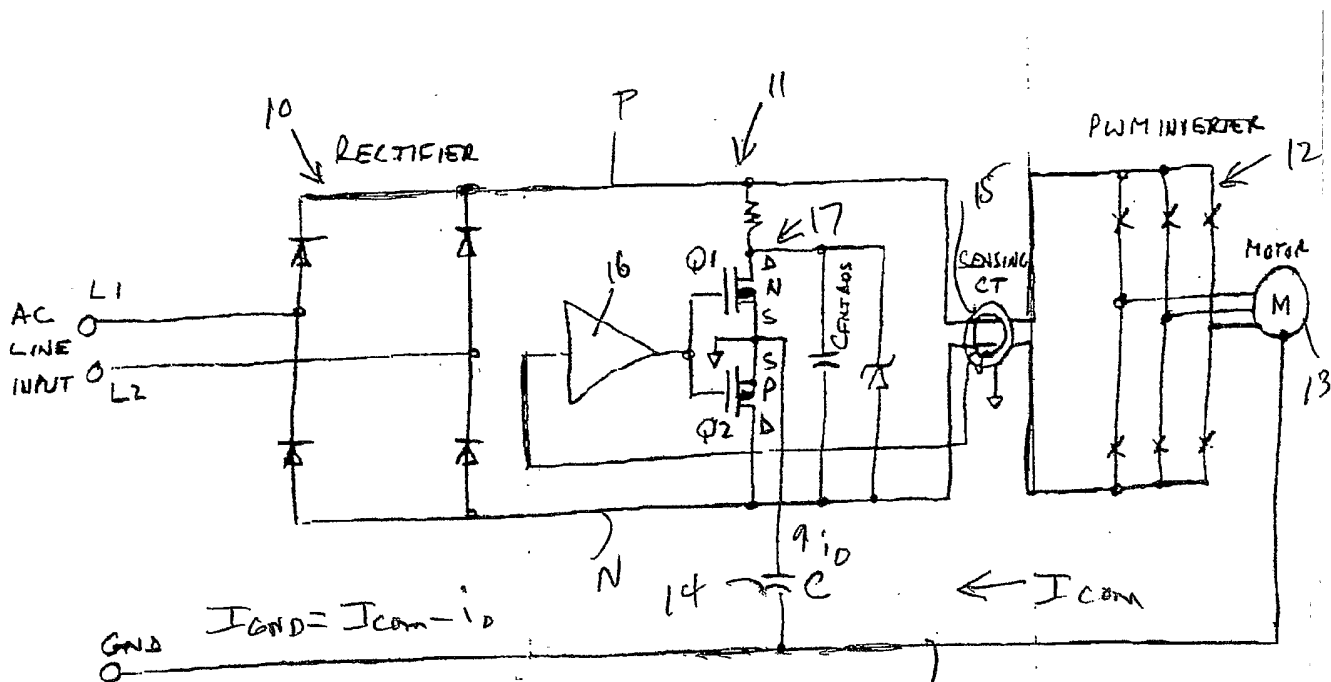 10
RECTIFIER
P
11
PWM INVERTER
12
15
17
SENSING
CT
MOTOR
M
13
16
Q1
D
N
S
S
P
D
Q2
L1
AC
LINE
INPUT
L2
N
9 iD
14
C
IGND = ICOM - iD
ICOM
GND